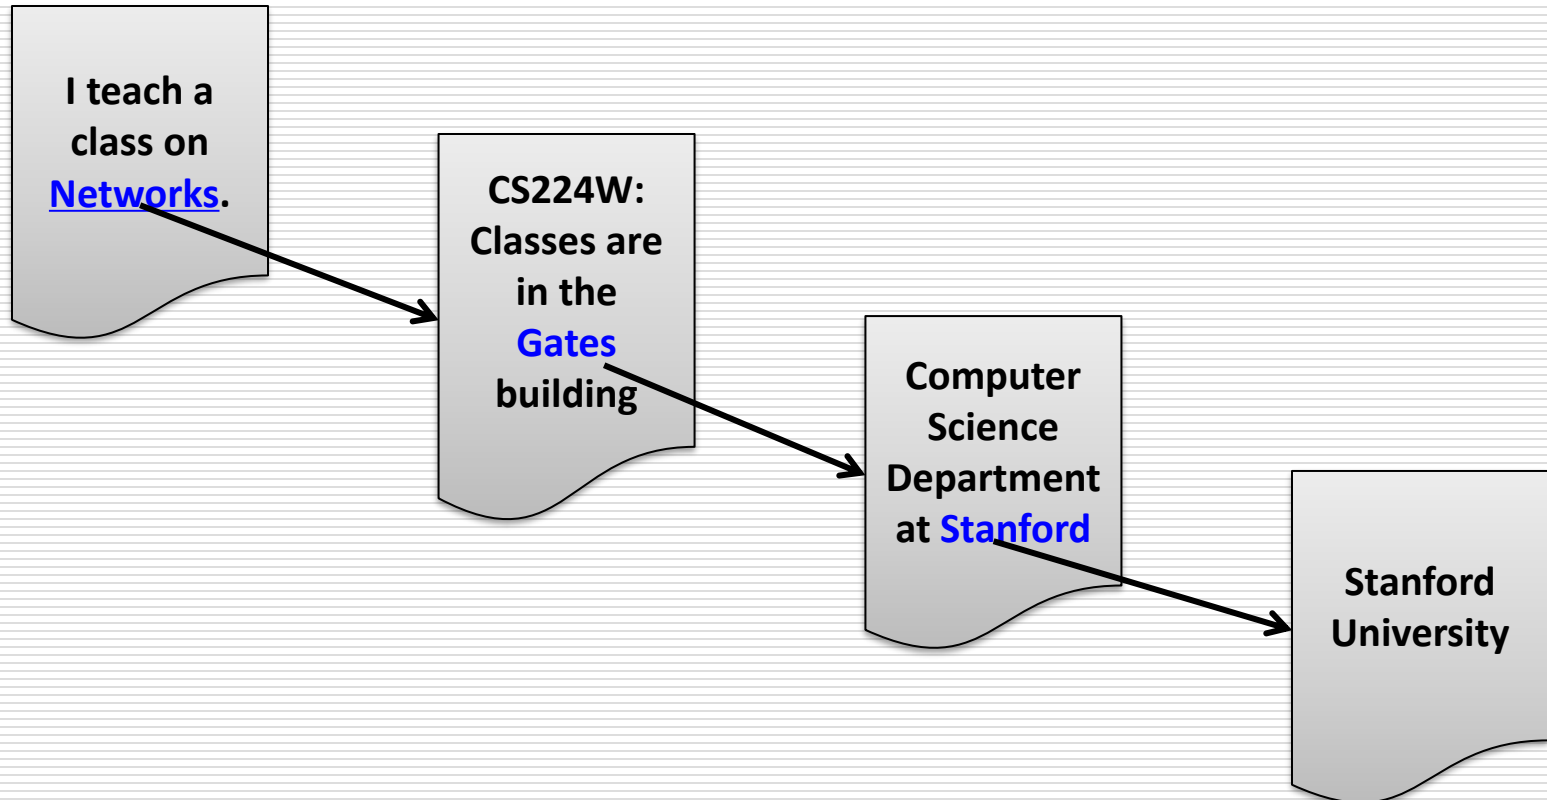 I teach a
class on
Networks.
CS224W:
Classes are
in the
Gates
building
Computer
Science
Department
at Stanford
Stanford
University